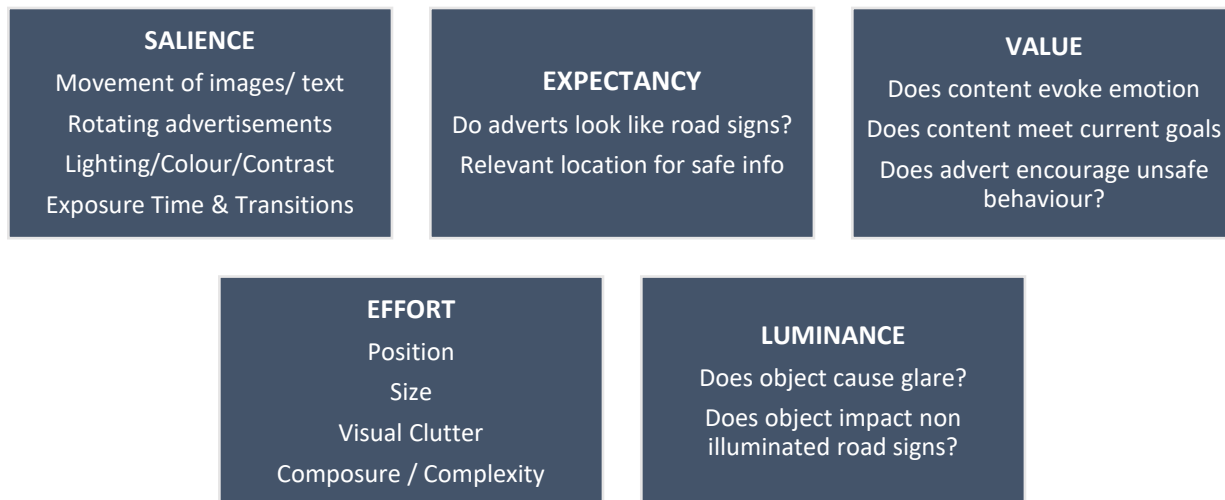 SALIENCE
Movement of images/ text
Rotating advertisements
Lighting/Colour/Contrast
Exposure Time & Transitions
EXPECTANCY
Do adverts look like road signs?
Relevant location for safe info
VALUE
Does content evoke emotion
Does content meet current goals
Does advert encourage unsafe
behaviour?
EFFORT
Position
Size
Visual Clutter
Composure / Complexity
LUMINANCE
Does object cause glare?
Does object impact non
illuminated road signs?